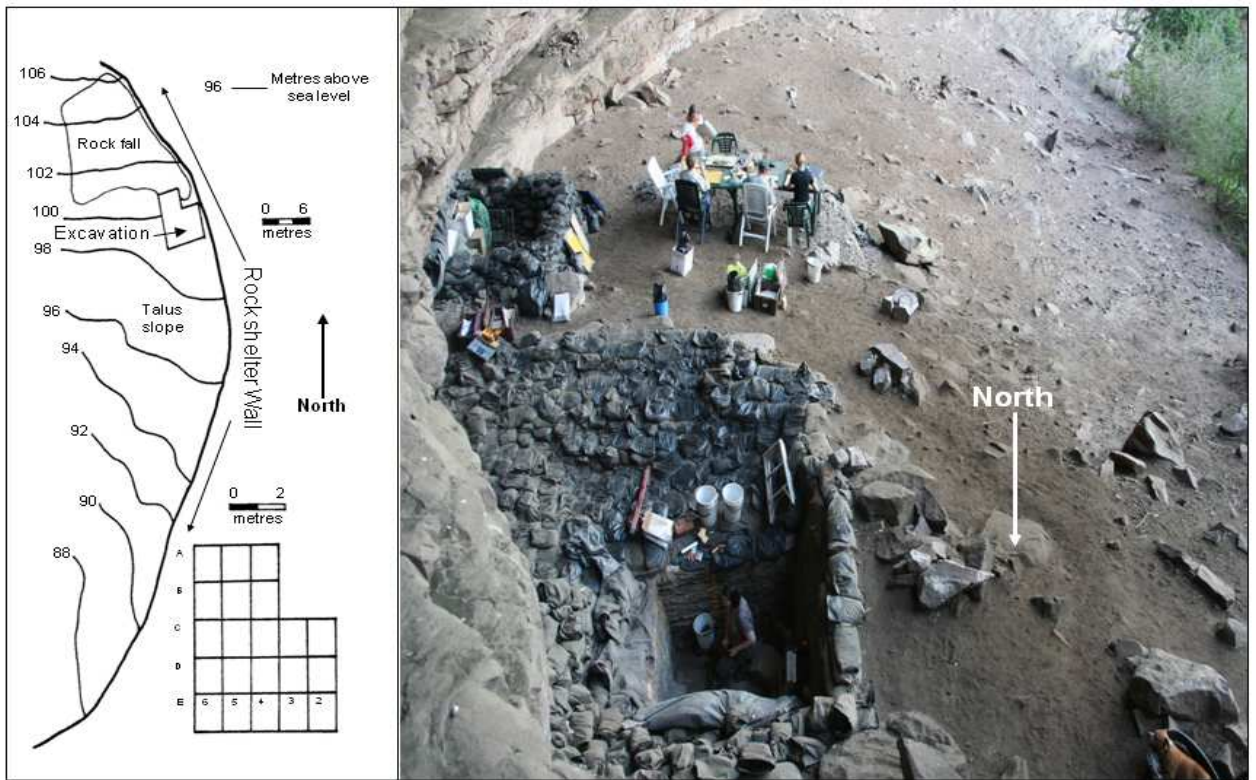 106
96
Metres above
sea level
104
Rock fall
102
100
0 6
metres
Excavation
98
Rock shelter Wall
Talus
slope
96
94
North
92
90
0 2
metres
88
A
B
C
D
E 6 5 4 3 2
North